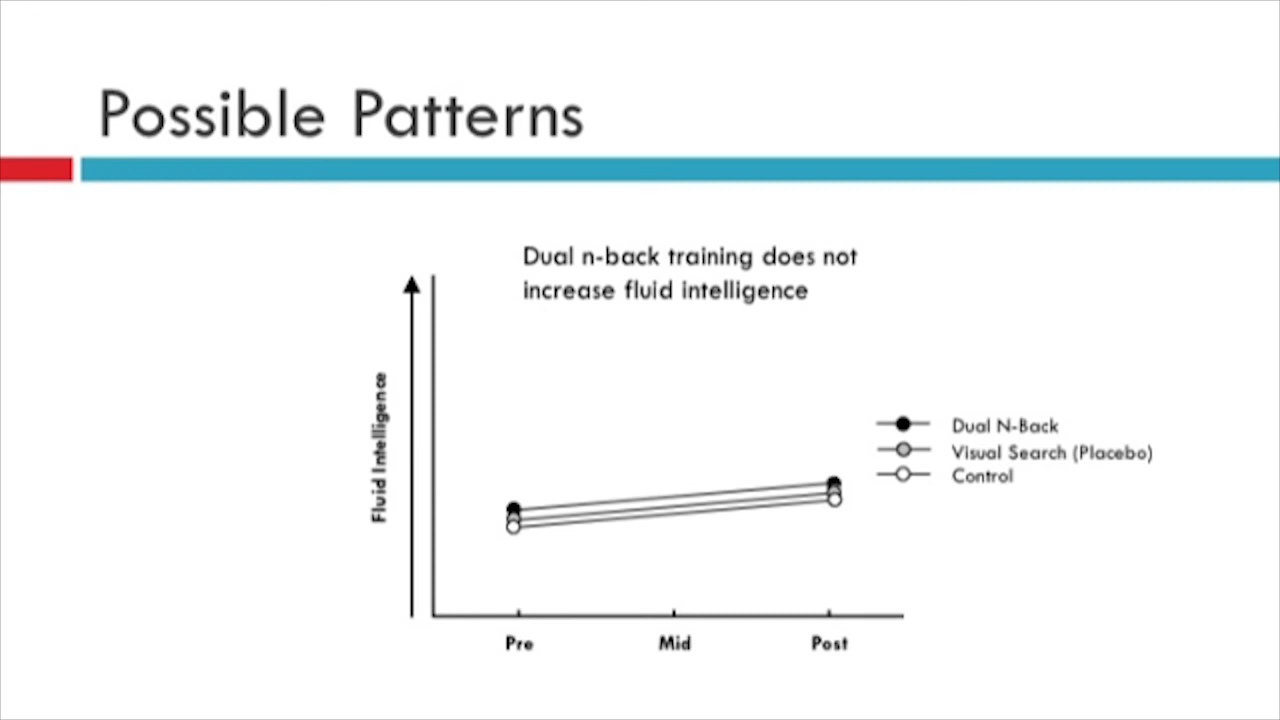 Possible Patterns
Dual n-back training does not
increase fluid intelligence
Fluid Intelligence
Dual N-Back
Visual Search (Placebo)
Control
Pre Mid Post